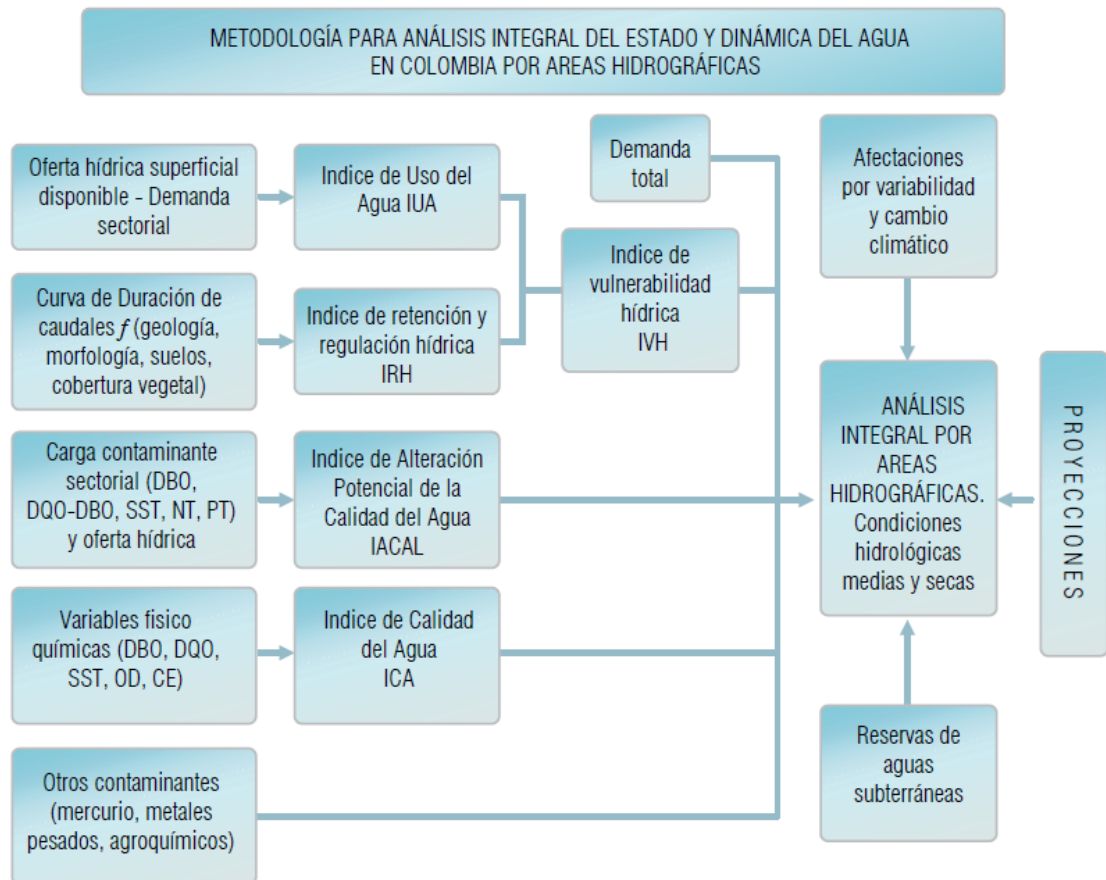 METODOLOGÍA PARA ANÁLISIS INTEGRAL DEL ESTADO Y DINÁMICA DEL AGUA
EN COLOMBIA POR AREAS HIDROGRÁFICAS
Oferta hídrica superficial
disponible - Demanda
sectorial
Indice de Uso del
Agua IUA
Demanda
total
Afectaciones
por variabilidad
y cambio
climático
Curva de Duración de
caudales f (geología,
morfología, suelos,
cobertura vegetal)
Indice de retención y
regulación hídrica
IRH
Indice de
vulnerabilidad
hídrica
IVH
Carga contaminante
sectorial (DBO,
DQO-DBO, SST, NT, PT)
y oferta hídrica
Indice de Alteración
Potencial de la
Calidad del Agua
IACAL
ANÁLISIS
INTEGRAL POR
AREAS
HIDROGRÁFICAS.
Condiciones
hidrológicas
medias y secas
PROYECCIONES
Variables fisico
químicas (DBO, DQO,
SST, OD, CE)
Indice de Calidad
del Agua
ICA
Otros contaminantes
(mercurio, metales
pesados, agroquímicos)
Reservas de
aguas
subterráneas